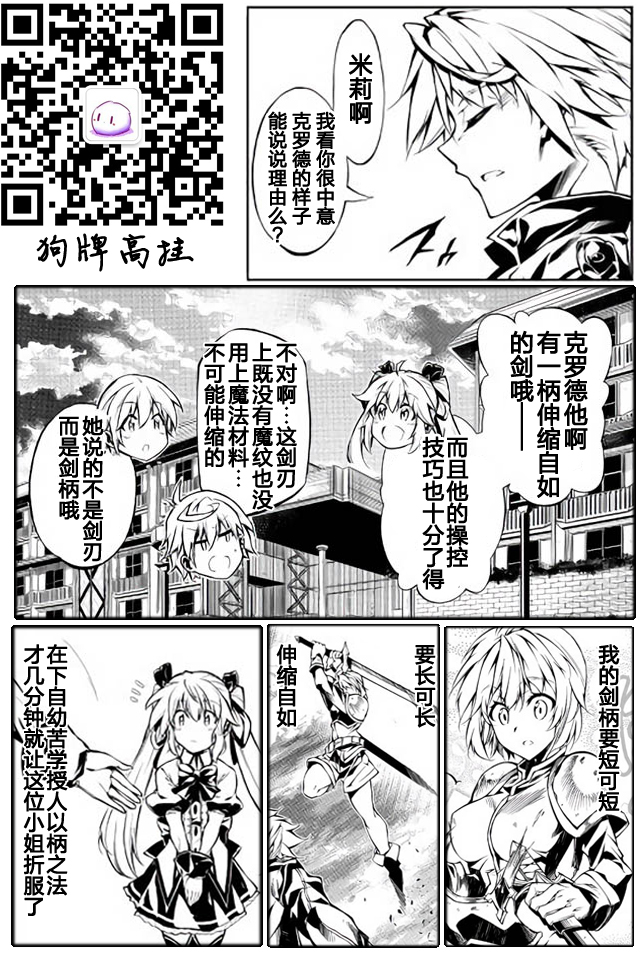 米莉啊
我看你很中意
克罗德的样子
能说说理由么？
狗牌高挂
克罗德他啊
有一柄伸缩自如
的剑哦——
而且他的操控
技巧也十分了得
不对啊…这剑刃
上既没有魔纹也没
用上魔法材料…
不可能伸缩的
她说的不是剑刃
而是剑柄哦
我的剑柄要短可短
要长可长
伸缩自如
在下自幼苦学授人以柄之法
才几分钟就让这位小姐折服了